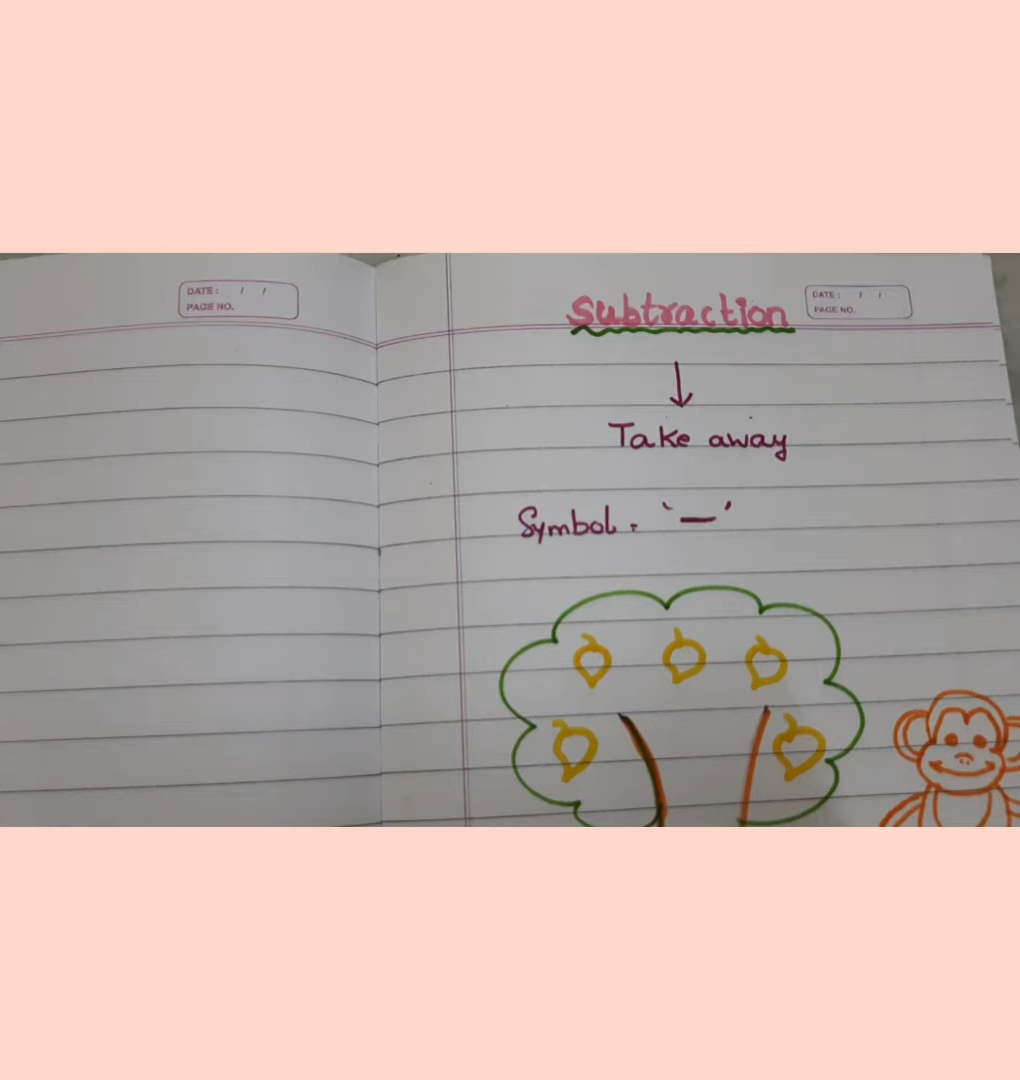 DATE : / /
PAGE NO.
Subtraction
DATE : / /
PAGE NO.
↓
Take away
Symbol. '—'